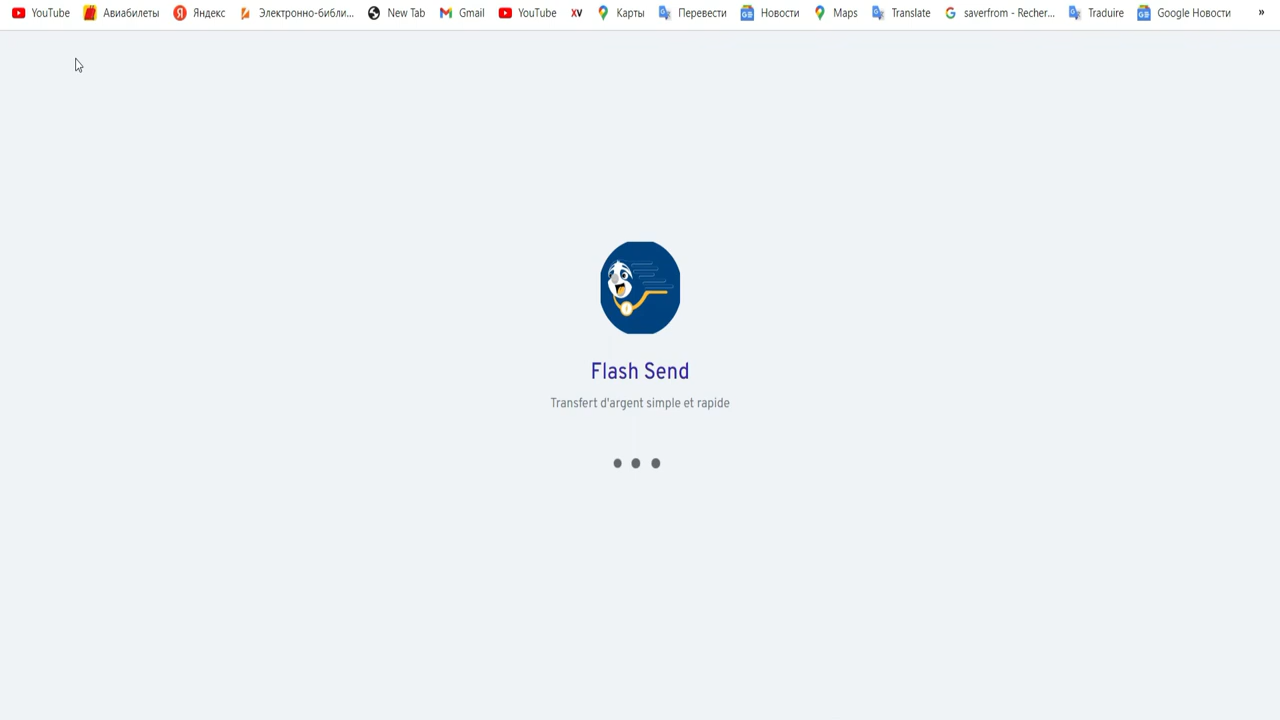 YouTube Авиабилеты Яндекс Электронно-библи... New Tab Gmail YouTube XV Карты Перевести Новости Maps Translate saverfrom - Recher... Traduire Google Новости »
Flash Send
Transfert d'argent simple et rapide